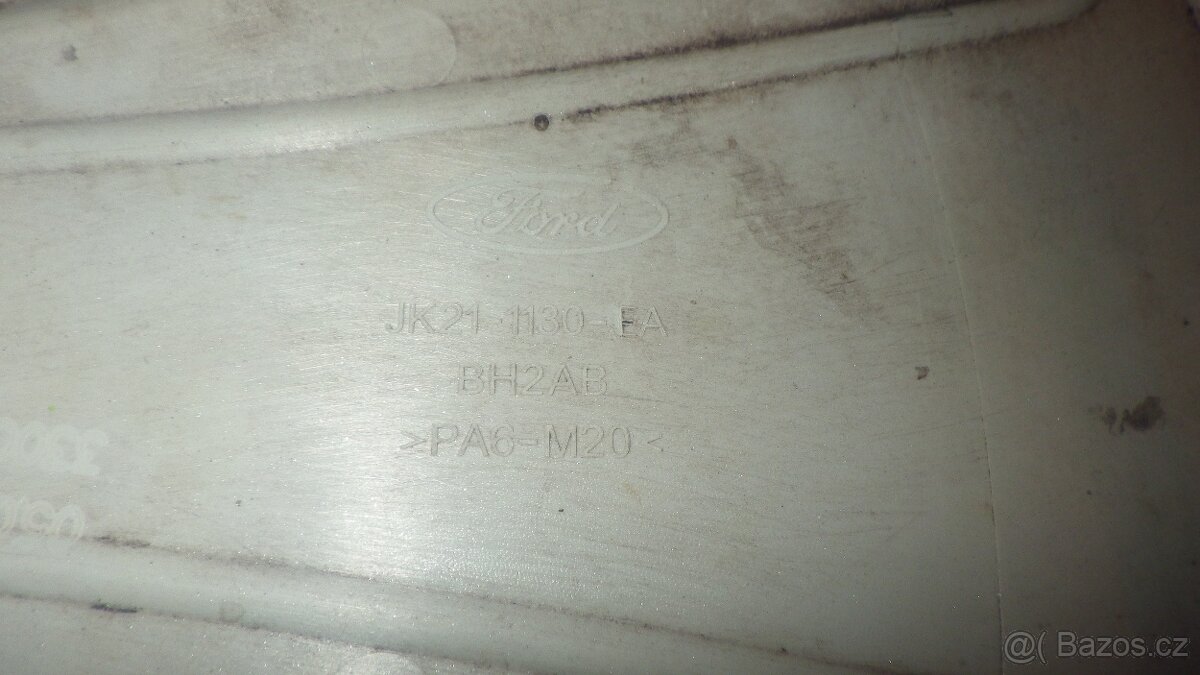 Ford
JK21-1130-EA
BH2AB
>PA6-M20<
@( Bazos.cz